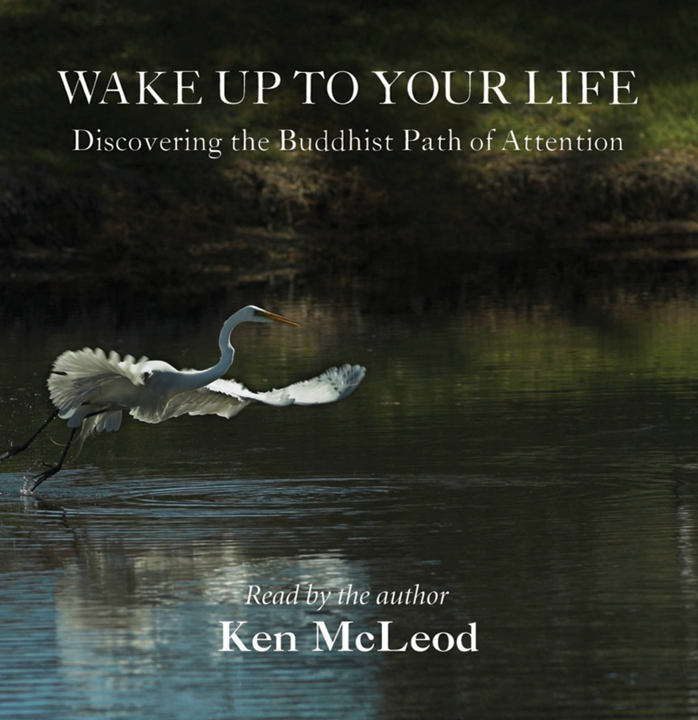 WAKE UP TO YOUR LIFE
Discovering the Buddhist Path of Attention
Read by the author
Ken McLeod